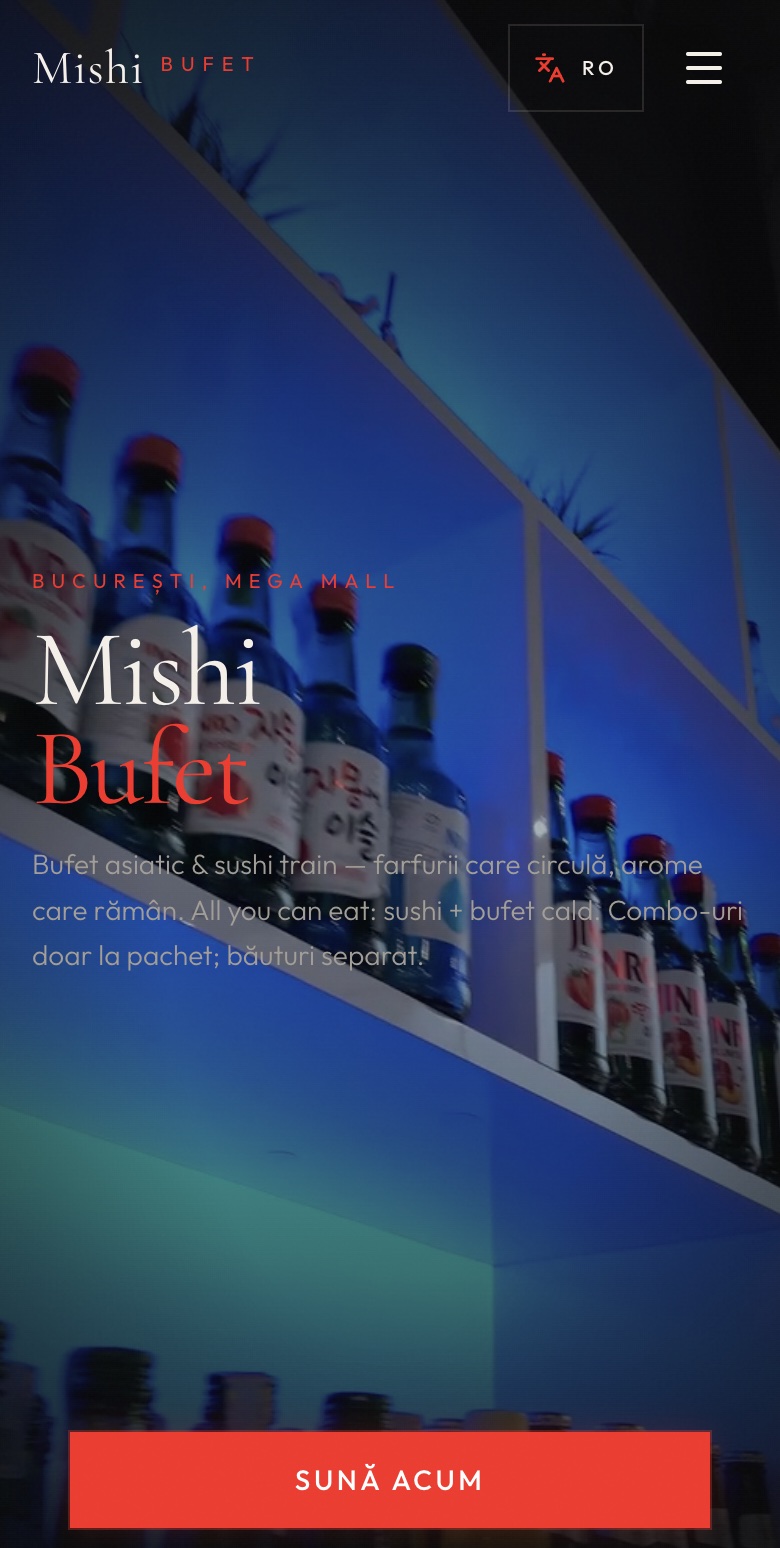 Mishi BUFET
RO
BUCUREȘTI, MEGA MALL
Mishi
Bufet
Bufet asiatic & sushi train — farfurii care circulă, arome
care rămân. All you can eat: sushi + bufet cald. Combo-uri
doar la pachet; băuturi separat.
SUNĂ ACUM